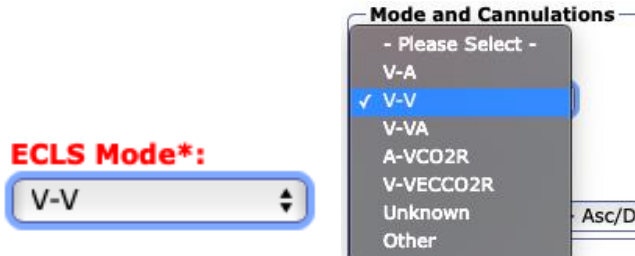 ECLS Mode*:
V-V
Mode and Cannulations
- Please Select -
V-A
✓ V-V
V-VA
A-VCO2R
V-VECCO2R
Unknown
Other
Asc/D